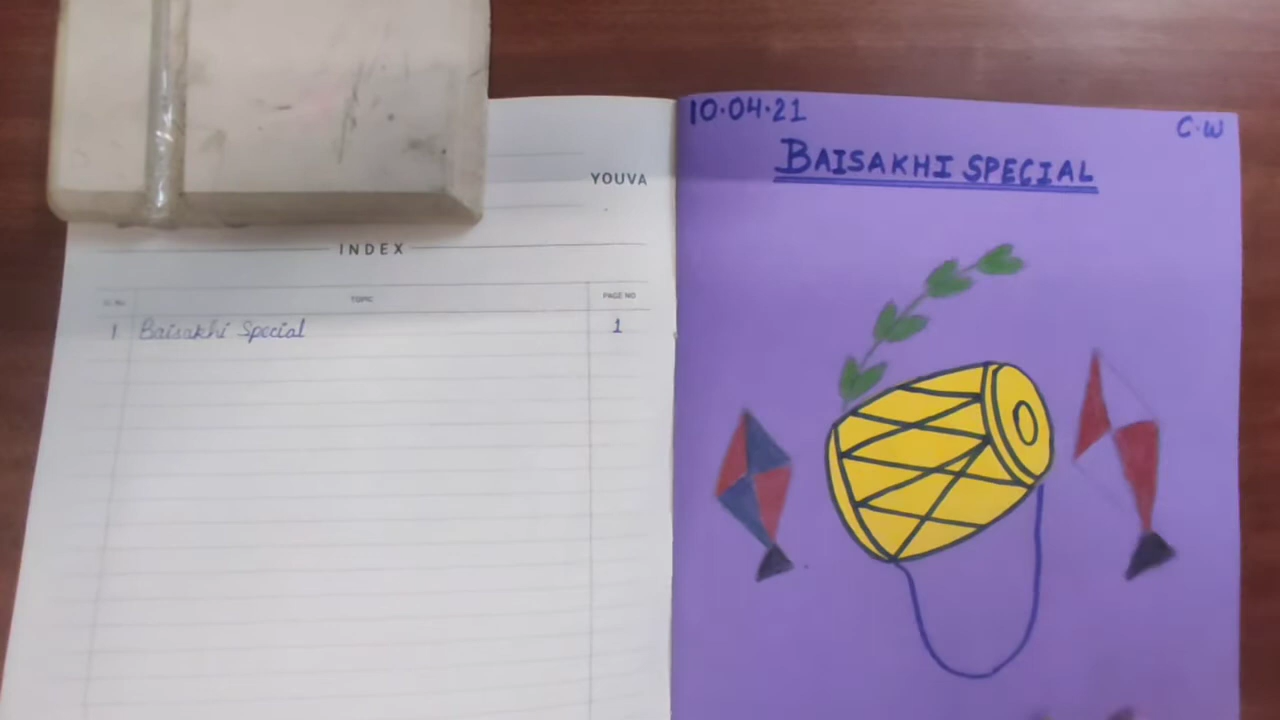 YOUVA
INDEX
Sl. No. TOPIC PAGE NO
1 Baisakhi Special 1
10.04.21 C.W
BAISAKHI SPECIAL